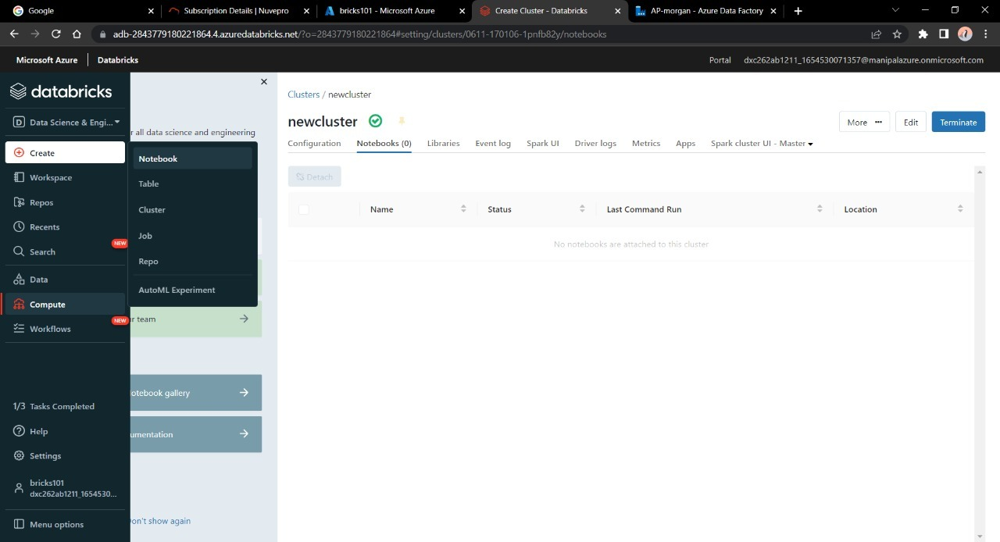 Google
Subscription Details | Nuvepro
bricks101 - Microsoft Azure
Create Cluster - Databricks
AP-morgan - Azure Data Factory
adb-2843779180221864.4.azuredatabricks.net/?o=2843779180221864#setting/clusters/0611-170106-1pnfb82y/notebooks
Microsoft Azure
Databricks
Portal
dxc262ab1211_1654530071357@manipalazure.onmicrosoft.com
databricks
D Data Science & Engi...
Create
Workspace
Repos
Recents
NEW
Search
Data
Compute
NEW
Workflows
1/3 Tasks Completed
Help
Settings
bricks101
dxc262ab1211_1654530...
Menu options
r all data science and engineering
Notebook
Table
Cluster
Job
Repo
AutoML Experiment
r team
otebook gallery
umentation
on't show again
Clusters / newcluster
newcluster
More
Edit
Terminate
Configuration
Notebooks (0)
Libraries
Event log
Spark UI
Driver logs
Metrics
Apps
Spark cluster UI - Master
Detach
Name
Status
Last Command Run
Location
No notebooks are attached to this cluster